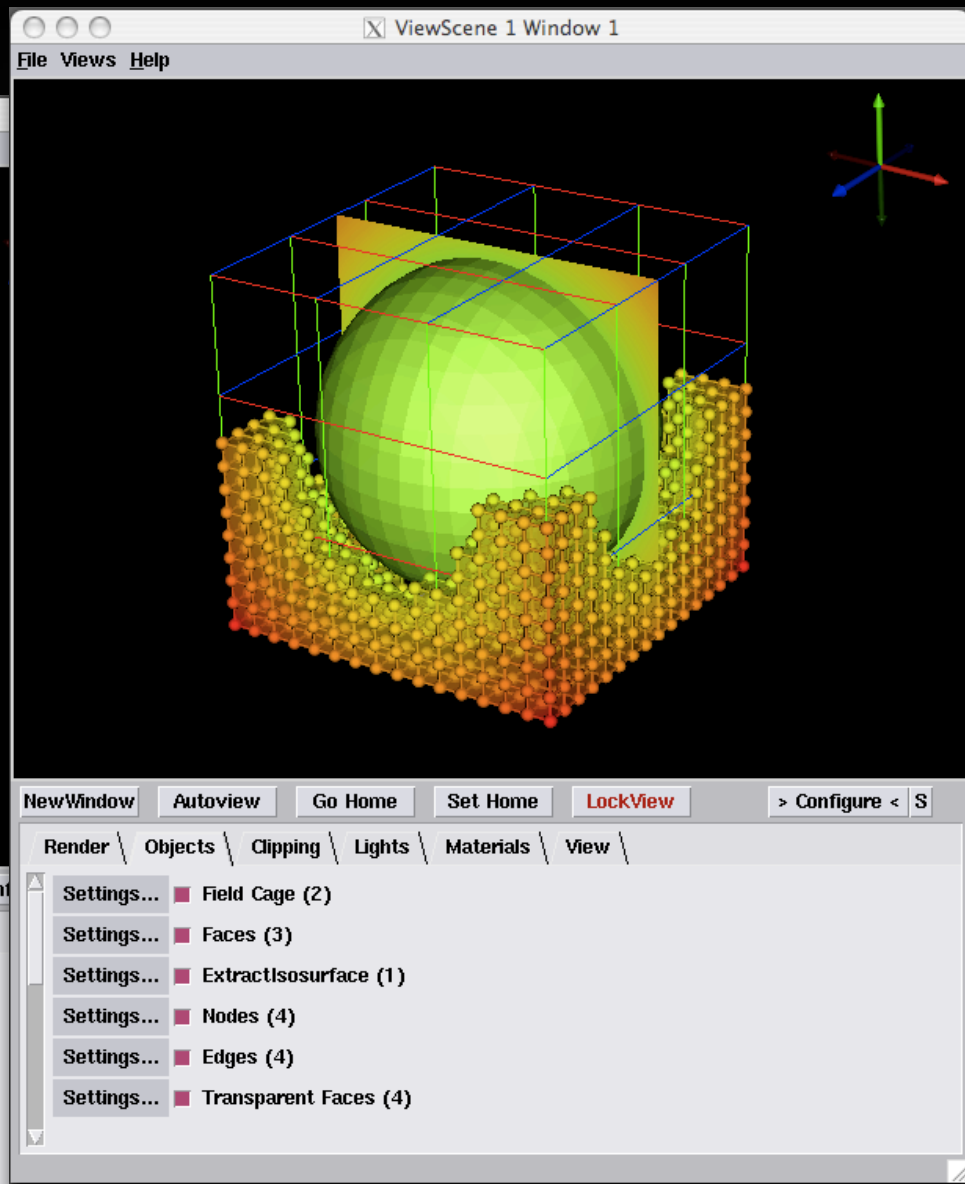 ViewScene 1 Window 1
File Views Help
NewWindow Autoview Go Home Set Home LockView > Configure < S
Render Objects Clipping Lights Materials View
Settings... Field Cage (2)
Settings... Faces (3)
Settings... ExtractIsosurface (1)
Settings... Nodes (4)
Settings... Edges (4)
Settings... Transparent Faces (4)